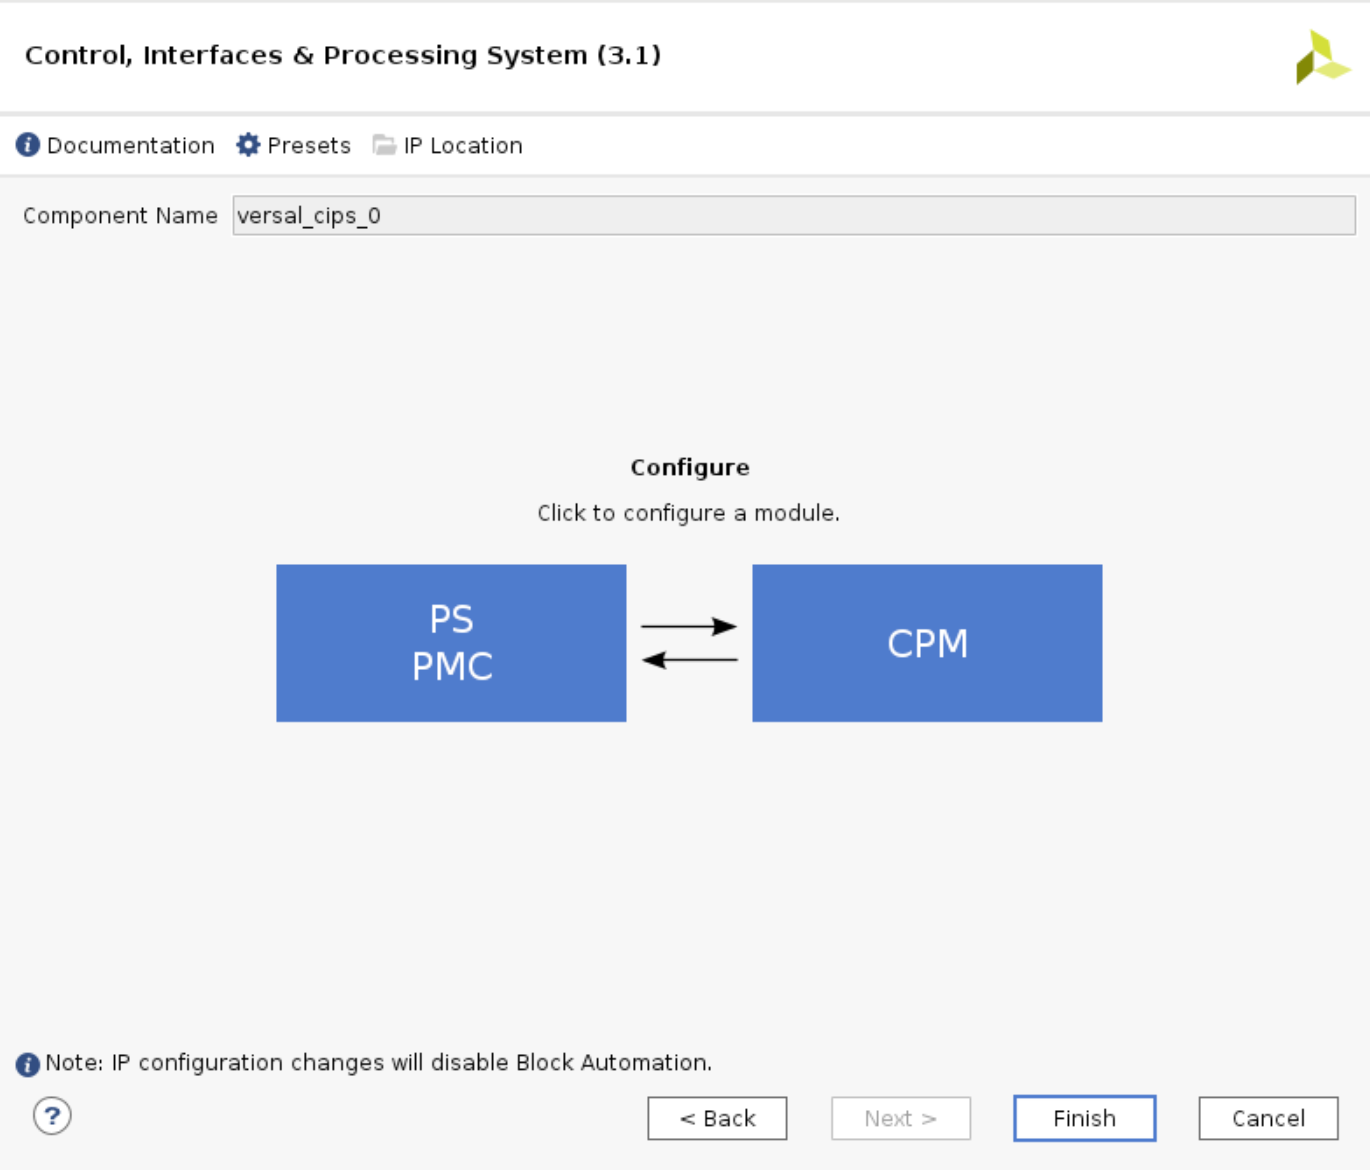 Control, Interfaces & Processing System (3.1)
Documentation Presets IP Location
Component Name versal_cips_0
Configure
Click to configure a module.
PS
PMC
CPM
Note: IP configuration changes will disable Block Automation.
? < Back Next > Finish Cancel